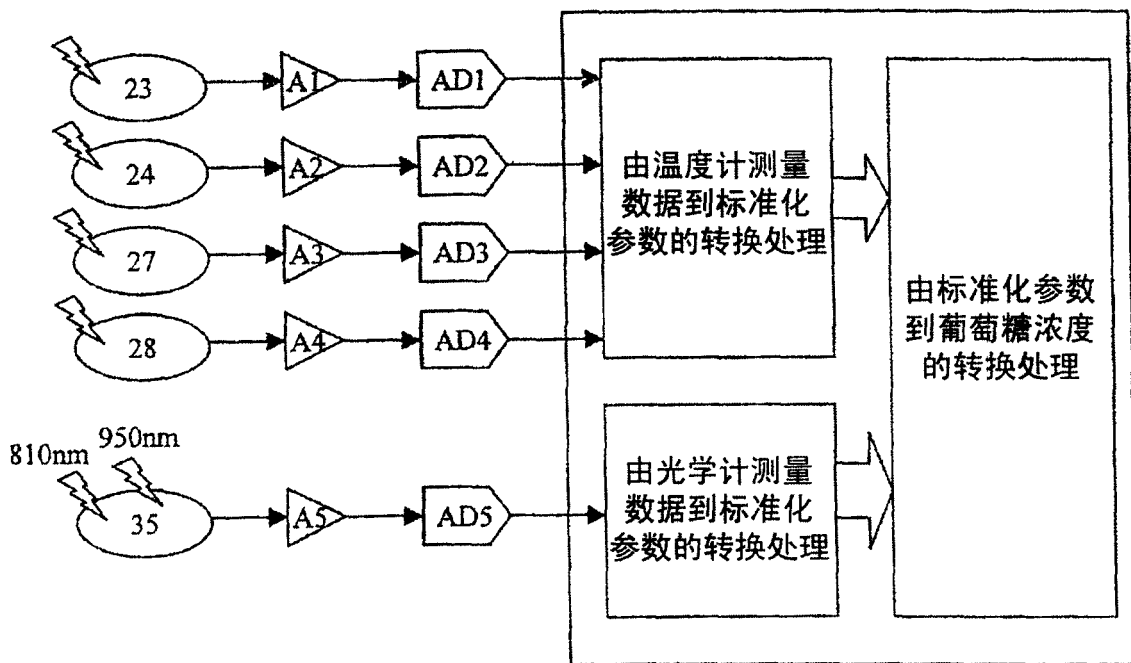 23
A1
AD1
24
A2
AD2
27
A3
AD3
28
A4
AD4
由温度计测量
数据到标准化
参数的转换处理
由标准化参数
到葡萄糖浓度
的转换处理
810nm
950nm
35
A5
AD5
由光学计测量
数据到标准化
参数的转换处理